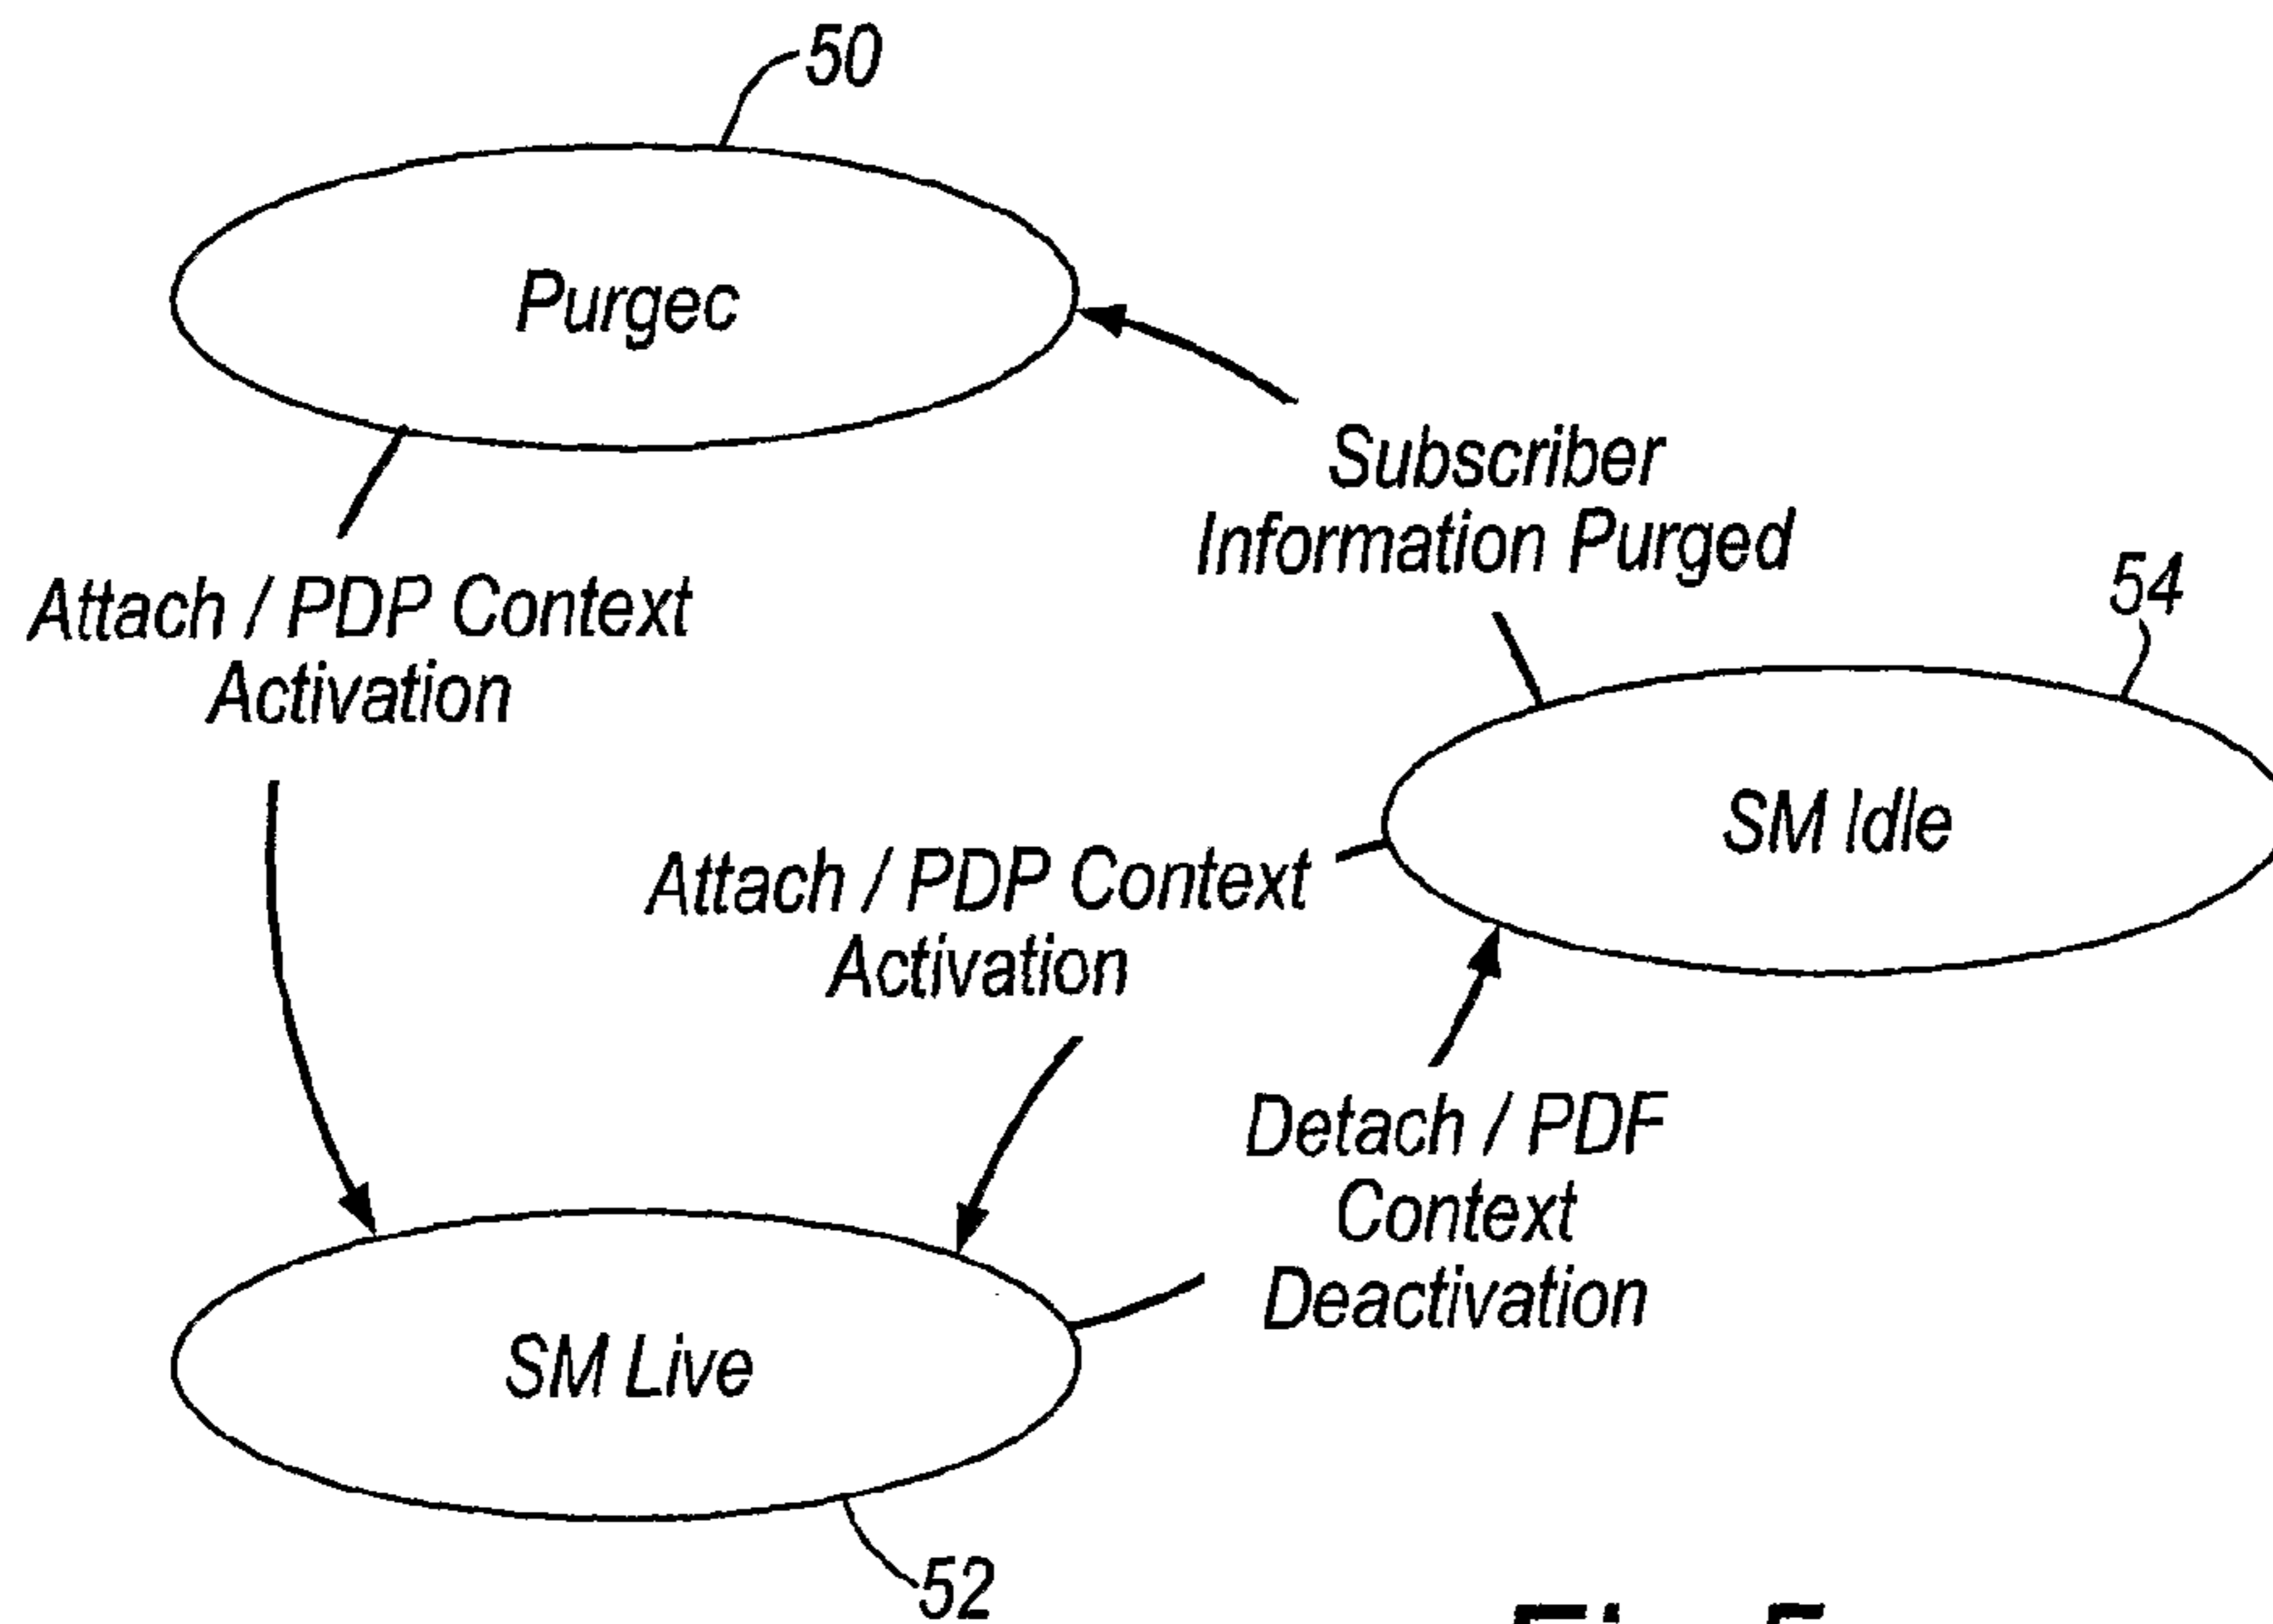 50
Purgec
Subscriber
Information Purged
54
Attach / PDP Context
Activation
SM Idle
Attach / PDP Context
Activation
Detach / PDF
Context
Deactivation
SM Live
52